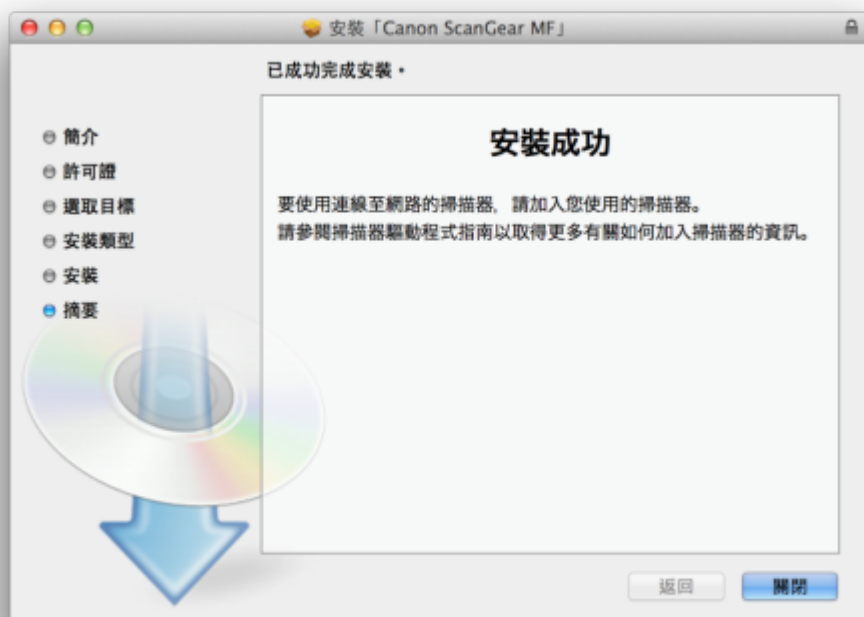 安裝「Canon ScanGear MF」
已成功完成安裝。
簡介
許可證
選取目標
安裝類型
安裝
摘要
安裝成功
要使用連線至網路的掃描器，請加入您使用的掃描器。
請參閱掃描器驅動程式指南以取得更多有關如何加入掃描器的資訊。
返回
關閉